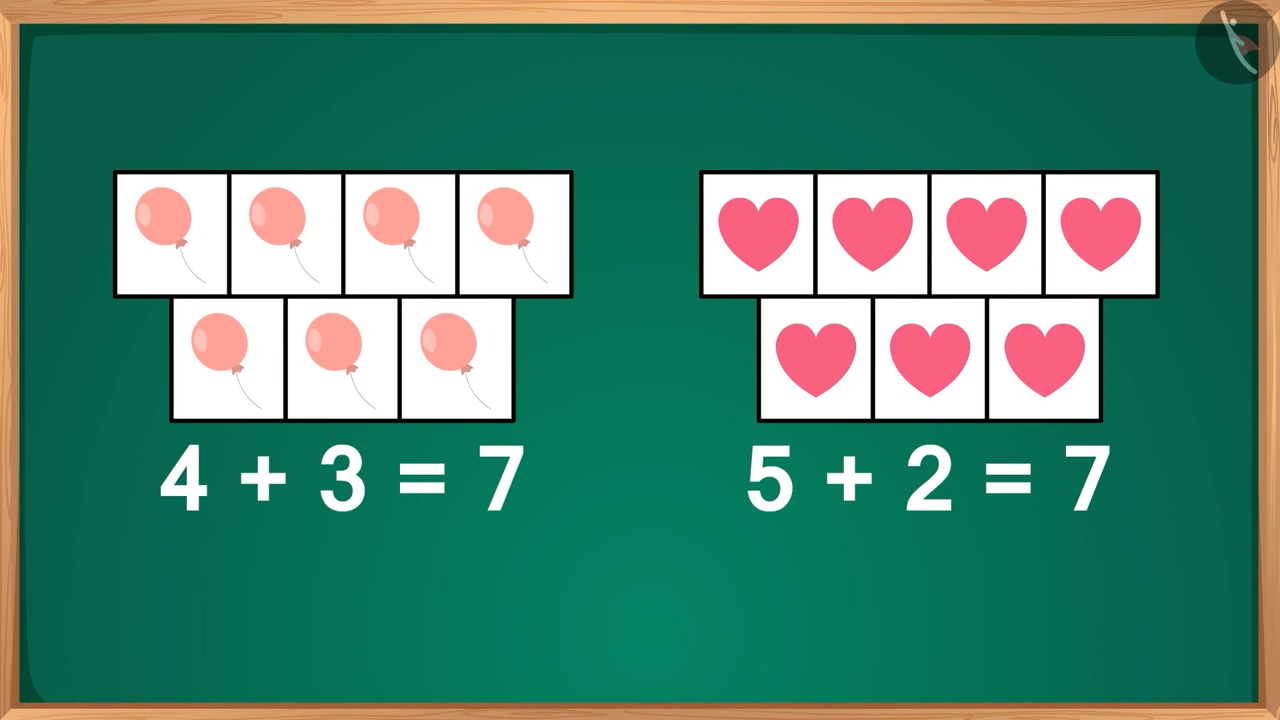 4 + 3 = 7
5 + 2 = 7